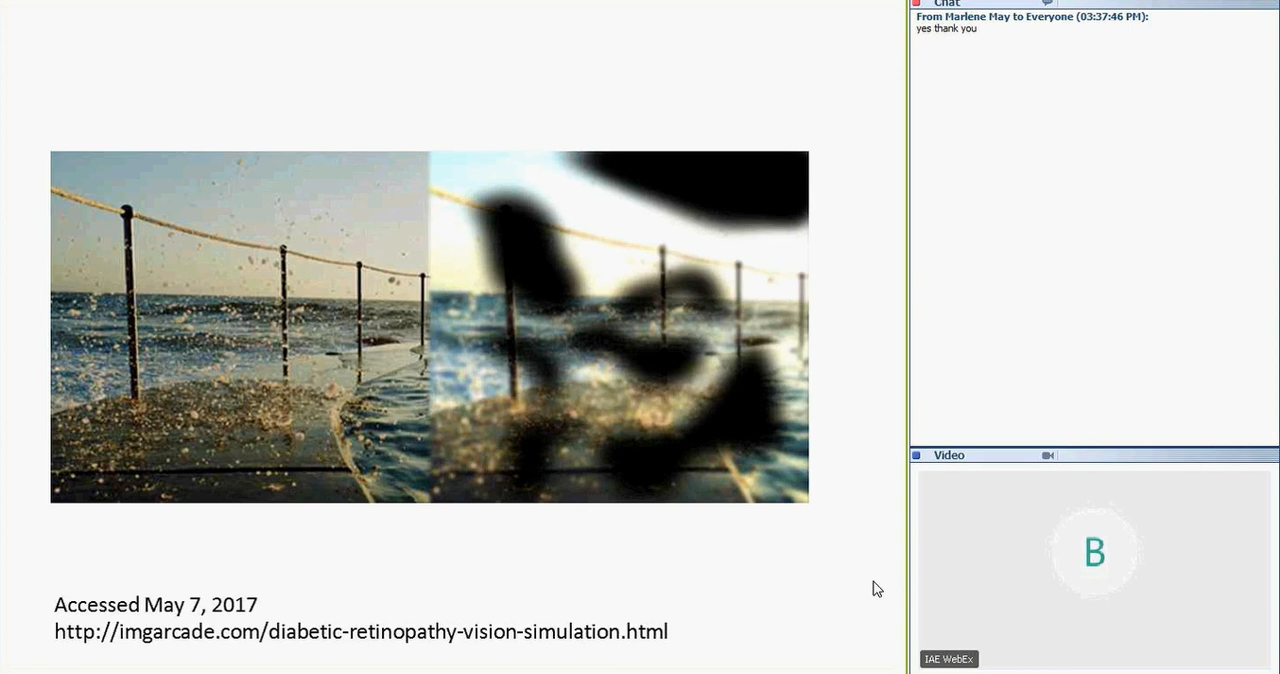 Chat
From Marlene May to Everyone (03:37:46 PM):
yes thank you
Accessed May 7, 2017
http://imgarcade.com/diabetic-retinopathy-vision-simulation.html
Video
B
IAE WebEx